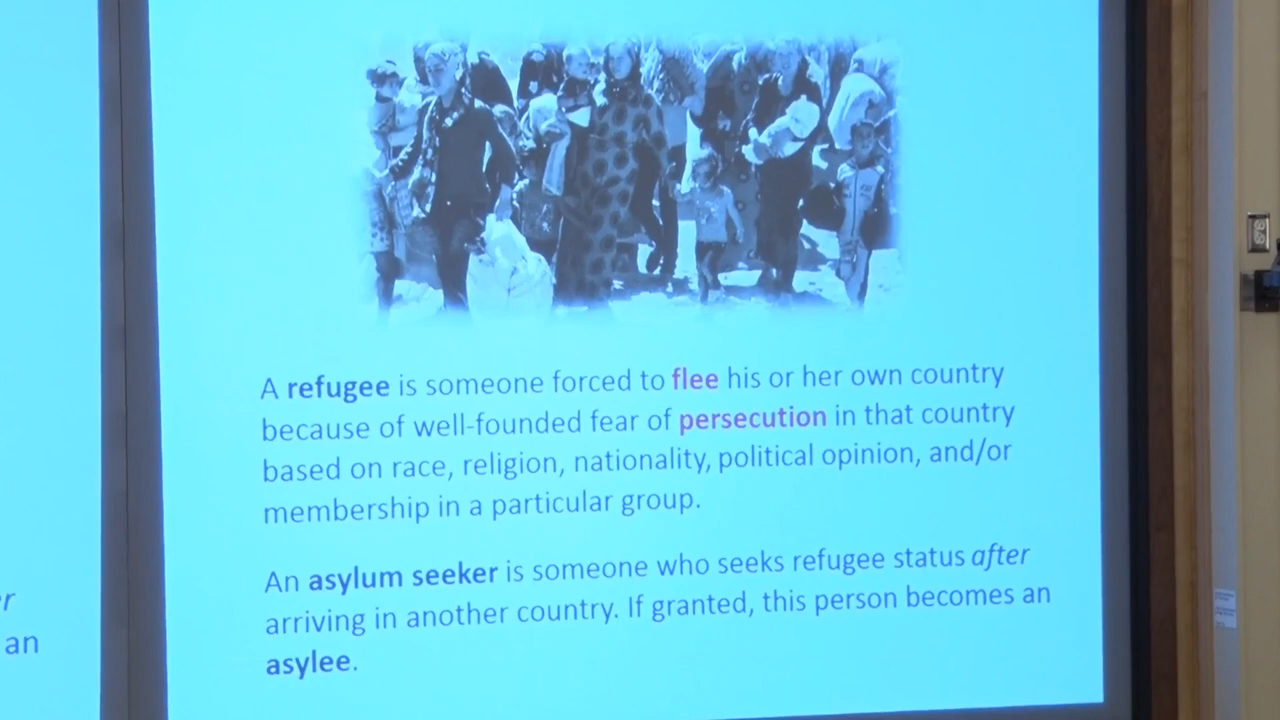 A refugee is someone forced to flee his or her own country
because of well-founded fear of persecution in that country
based on race, religion, nationality, political opinion, and/or
membership in a particular group.
An asylum seeker is someone who seeks refugee status after
arriving in another country. If granted, this person becomes an
asylee.
an